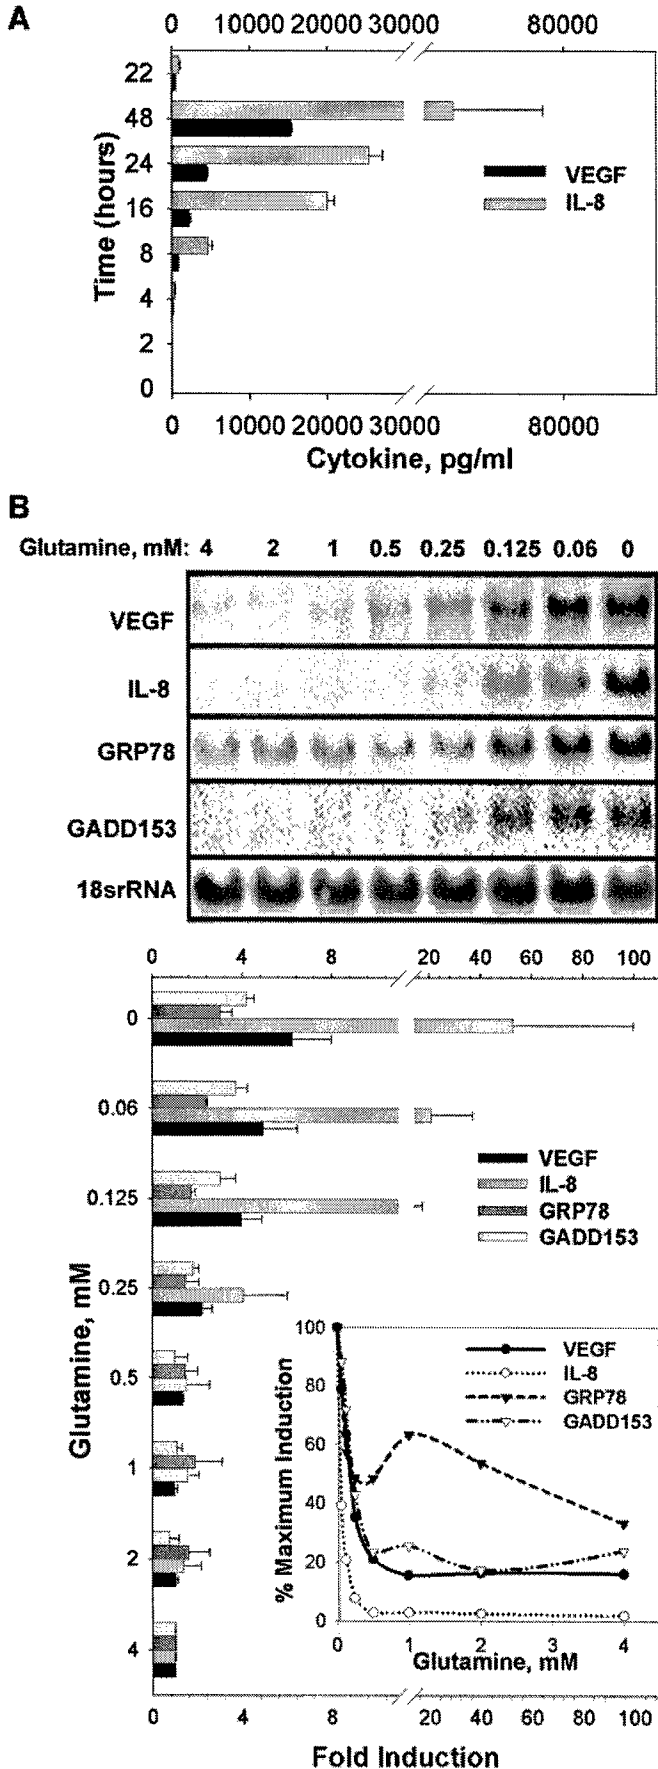 A
0 10000 20000 30000 80000
22
48
24
16
8
4
2
0
Time (hours)
VEGF
IL-8
0 10000 20000 30000 80000
Cytokine, pg/ml
B
Glutamine, mM: 4 2 1 0.5 0.25 0.125 0.06 0
VEGF
IL-8
GRP78
GADD153
18srRNA
0 4 8 20 40 60 80 100
0
0.06
0.125
0.25
0.5
1
2
4
Glutamine, mM
VEGF
IL-8
GRP78
GADD153
100
80
60
40
20
0
% Maximum Induction
VEGF
IL-8
GRP78
GADD153
0 1 2 3 4
Glutamine, mM
0 4 8 20 40 60 80 100
Fold Induction